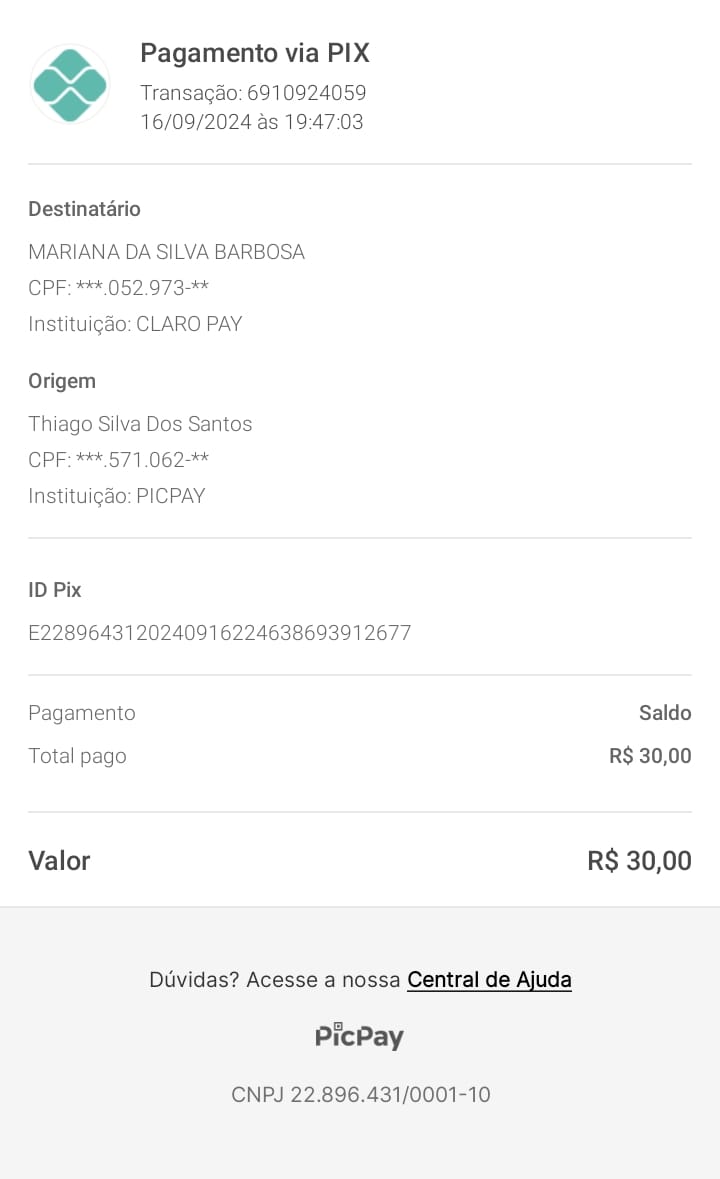 Pagamento via PIX
Transação: 6910924059
16/09/2024 às 19:47:03
Destinatário
MARIANA DA SILVA BARBOSA
CPF: ***.052.973-**
Instituição: CLARO PAY
Origem
Thiago Silva Dos Santos
CPF: ***.571.062-**
Instituição: PICPAY
ID Pix
E22896431202409162246386939​12677
Pagamento Saldo
Total pago R$ 30,00
Valor R$ 30,00
Dúvidas? Acesse a nossa Central de Ajuda
PicPay
CNPJ 22.896.431/0001-10